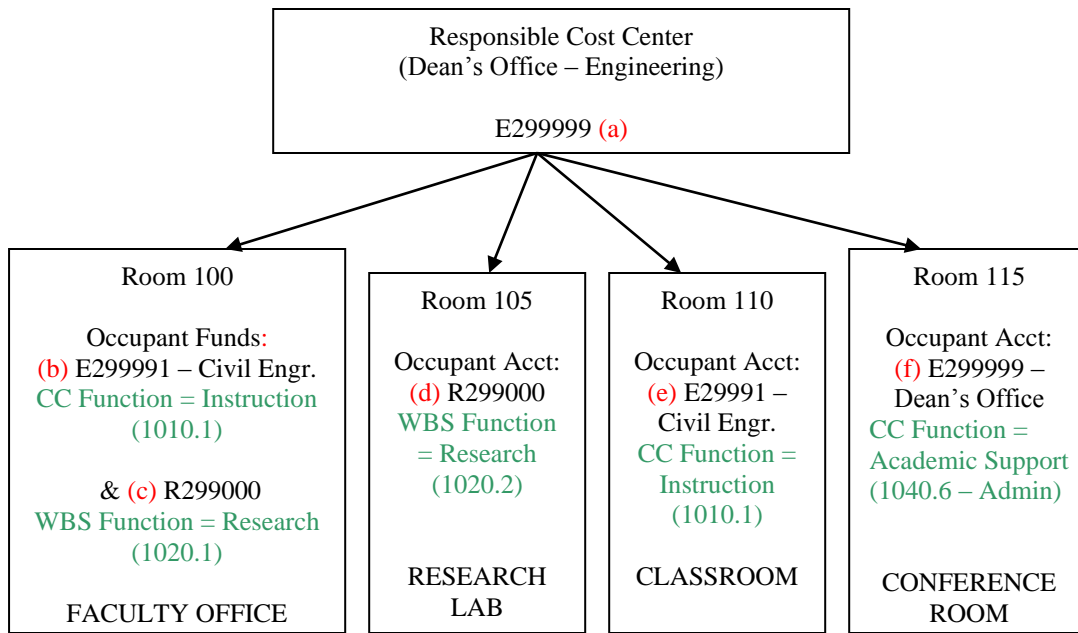 Responsible Cost Center
(Dean's Office – Engineering)
E299999 (a)
Room 100
Occupant Funds:
(b) E299991 – Civil Engr.
CC Function = Instruction
(1010.1)
& (c) R299000
WBS Function = Research
(1020.1)
FACULTY OFFICE
Room 105
Occupant Acct:
(d) R299000
WBS Function
= Research
(1020.2)
RESEARCH
LAB
Room 110
Occupant Acct:
(e) E29991 –
Civil Engr.
CC Function =
Instruction
(1010.1)
CLASSROOM
Room 115
Occupant Acct:
(f) E299999 –
Dean's Office
CC Function =
Academic Support
(1040.6 – Admin)
CONFERENCE
ROOM